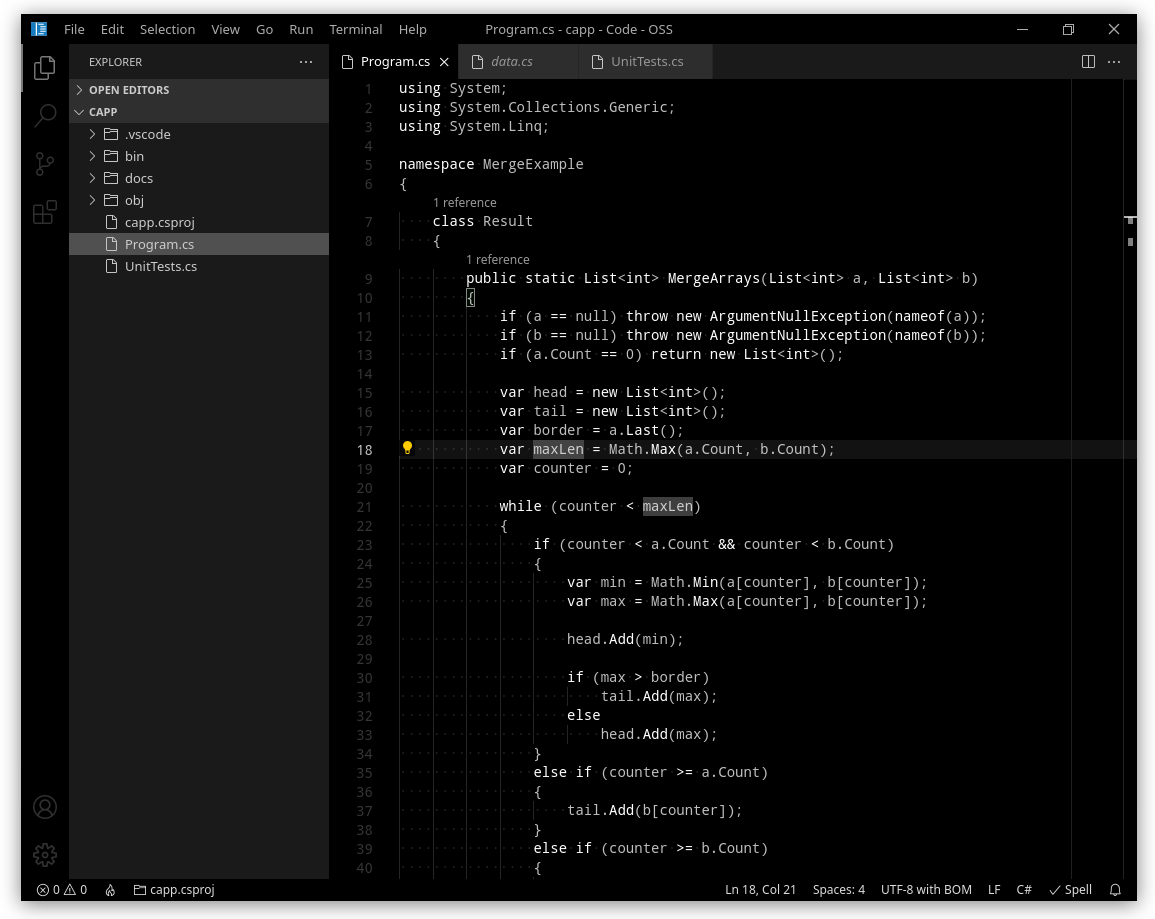 File Edit Selection View Go Run Terminal Help Program.cs - capp - Code - OSS
EXPLORER
OPEN EDITORS
CAPP
.vscode
bin
docs
obj
capp.csproj
Program.cs
UnitTests.cs
Program.cs data.cs UnitTests.cs
1 using System;
2 using System.Collections.Generic;
3 using System.Linq;
4
5 namespace MergeExample
6 {
1 reference
7 class Result
8 {
1 reference
9 public static List<int> MergeArrays(List<int> a, List<int> b)
10 {
11 if (a == null) throw new ArgumentNullException(nameof(a));
12 if (b == null) throw new ArgumentNullException(nameof(b));
13 if (a.Count == 0) return new List<int>();
14
15 var head = new List<int>();
16 var tail = new List<int>();
17 var border = a.Last();
18 var maxLen = Math.Max(a.Count, b.Count);
19 var counter = 0;
20
21 while (counter < maxLen)
22 {
23 if (counter < a.Count && counter < b.Count)
24 {
25 var min = Math.Min(a[counter], b[counter]);
26 var max = Math.Max(a[counter], b[counter]);
27
28 head.Add(min);
29
30 if (max > border)
31 tail.Add(max);
32 else
33 head.Add(max);
34 }
35 else if (counter >= a.Count)
36 {
37 tail.Add(b[counter]);
38 }
39 else if (counter >= b.Count)
40 {
0 0 capp.csproj Ln 18, Col 21 Spaces: 4 UTF-8 with BOM LF C# Spell